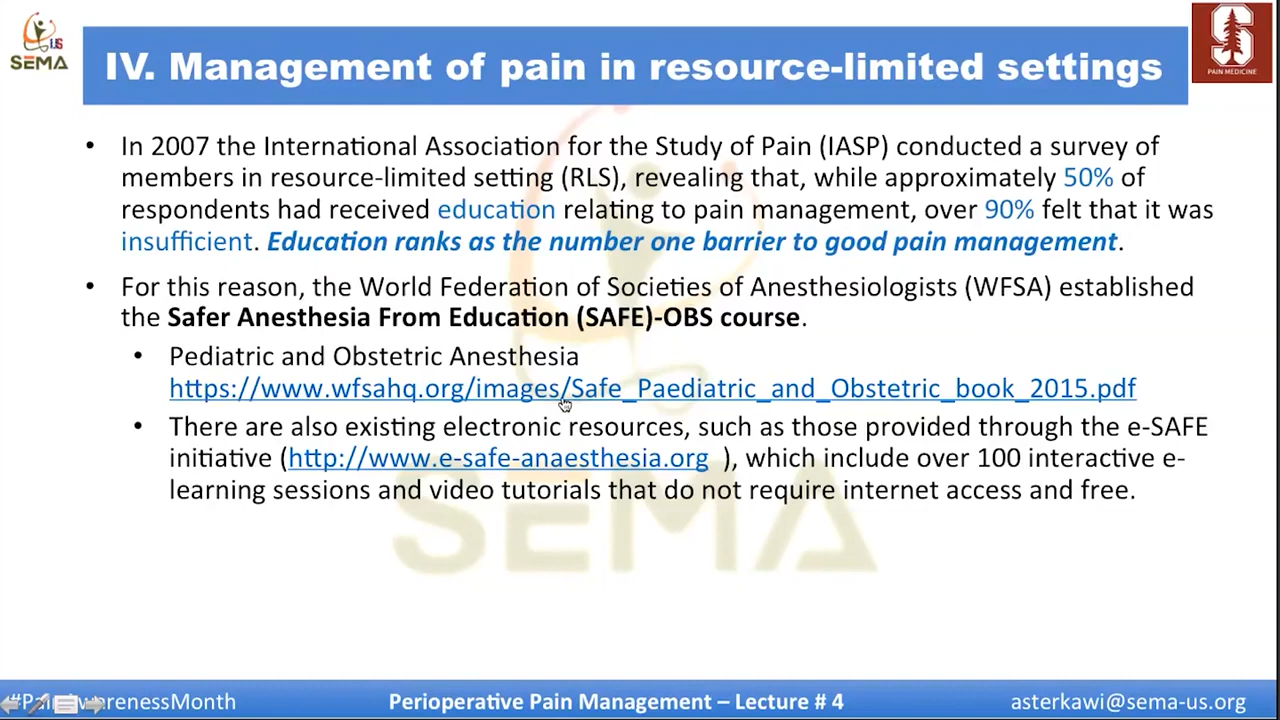 US
SEMA
IV. Management of pain in resource-limited settings
S
PAIN MEDICINE
• In 2007 the International Association for the Study of Pain (IASP) conducted a survey of
members in resource-limited setting (RLS), revealing that, while approximately 50% of
respondents had received education relating to pain management, over 90% felt that it was
insufficient. Education ranks as the number one barrier to good pain management.
• For this reason, the World Federation of Societies of Anesthesiologists (WFSA) established
the Safer Anesthesia From Education (SAFE)-OBS course.
• Pediatric and Obstetric Anesthesia
https://www.wfsahq.org/images/Safe_Paediatric_and_Obstetric_book_2015.pdf
• There are also existing electronic resources, such as those provided through the e-SAFE
initiative (http://www.e-safe-anaesthesia.org ), which include over 100 interactive e-
learning sessions and video tutorials that do not require internet access and free.
SEMA
#PainAwarenessMonth
Perioperative Pain Management – Lecture # 4
asterkawi@sema-us.org